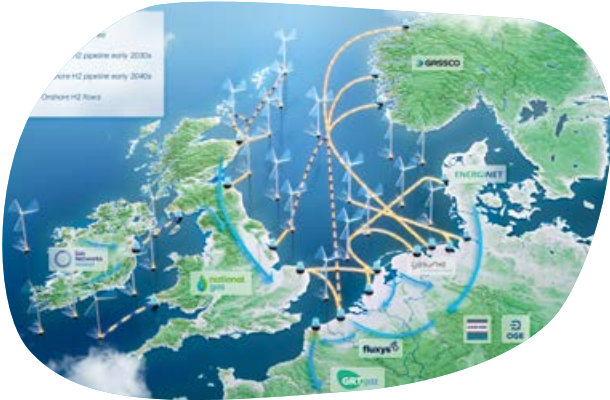 H2 pipeline early 2030s
shore H2 pipeline early 2040s
Onshore H2 flows
GASSCO
ENERGINET
GAS
NETWORKS
national
gas
gasunie
fluxys
OGE
GRTgaz